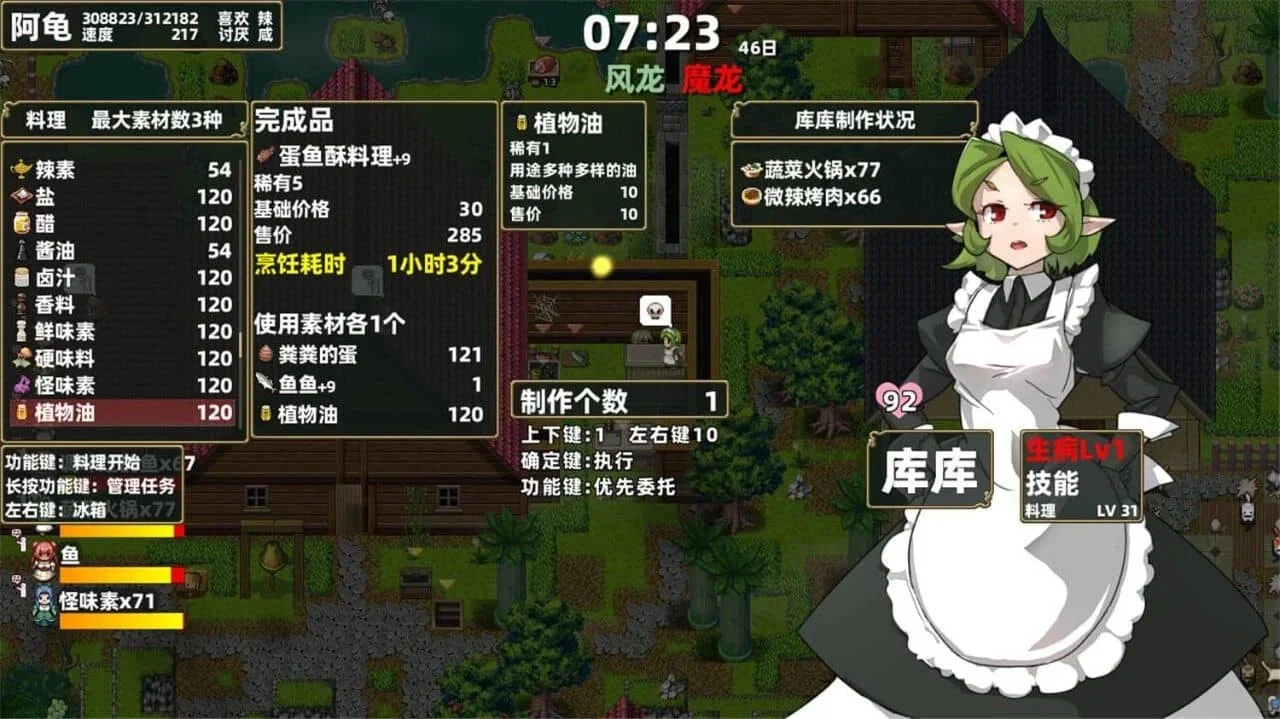 阿龟
308823/312182
速度 217
喜欢 辣
讨厌 咸
07:23 46日
风龙 魔龙
13
料理 最大素材数3种
辣素 54
盐 120
醋 120
酱油 54
卤汁 120
香料 120
鲜味素 120
硬味料 120
怪味素 120
植物油 120
完成品
蛋鱼酥料理+9
稀有5
基础价格 30
售价 285
烹饪耗时 1小时3分
使用素材各1个
粪粪的蛋 121
鱼鱼+9 1
植物油 120
植物油
稀有1
用途多种多样的油
基础价格 10
售价 10
库库制作状况
蔬菜火锅x77
微辣烤肉x66
制作个数 1
上下键:1 左右键10
确定键:执行
功能键:优先委托
功能键: 料理开始
长按功能键: 管理任务
左右键: 冰箱
鱼
怪味素x71
92
库库
生病Lv1
技能
料理 LV 31